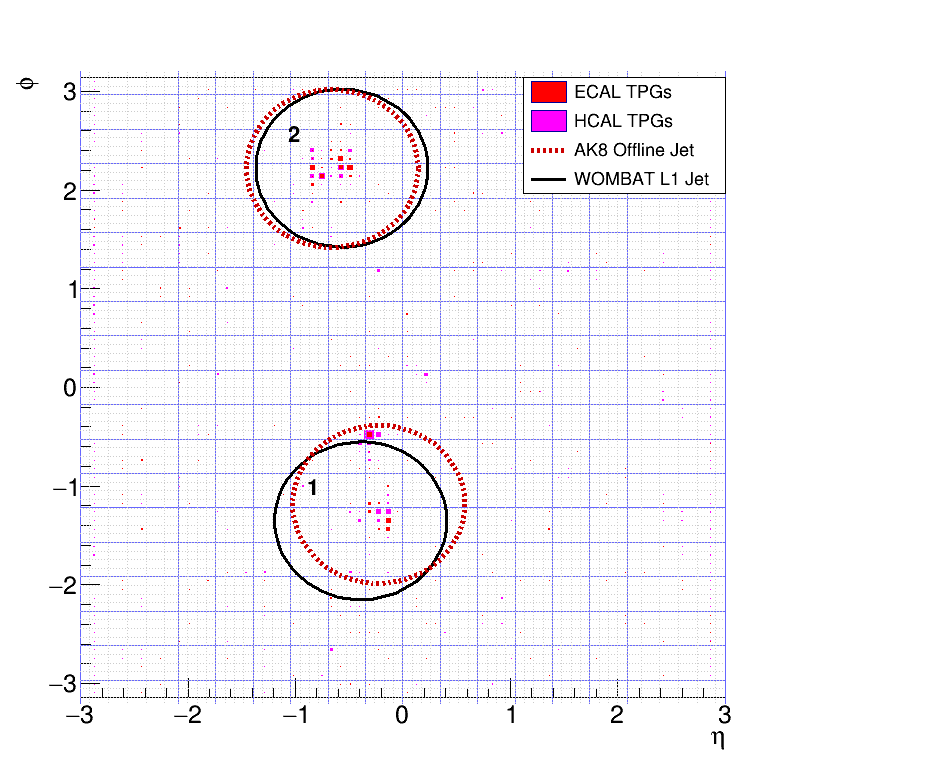 ϕ
3
2
1
0
−1
−2
−3
ECAL TPGs
HCAL TPGs
AK8 Offline Jet
WOMBAT L1 Jet
2
1
−3 −2 −1 0 1 2 3
η